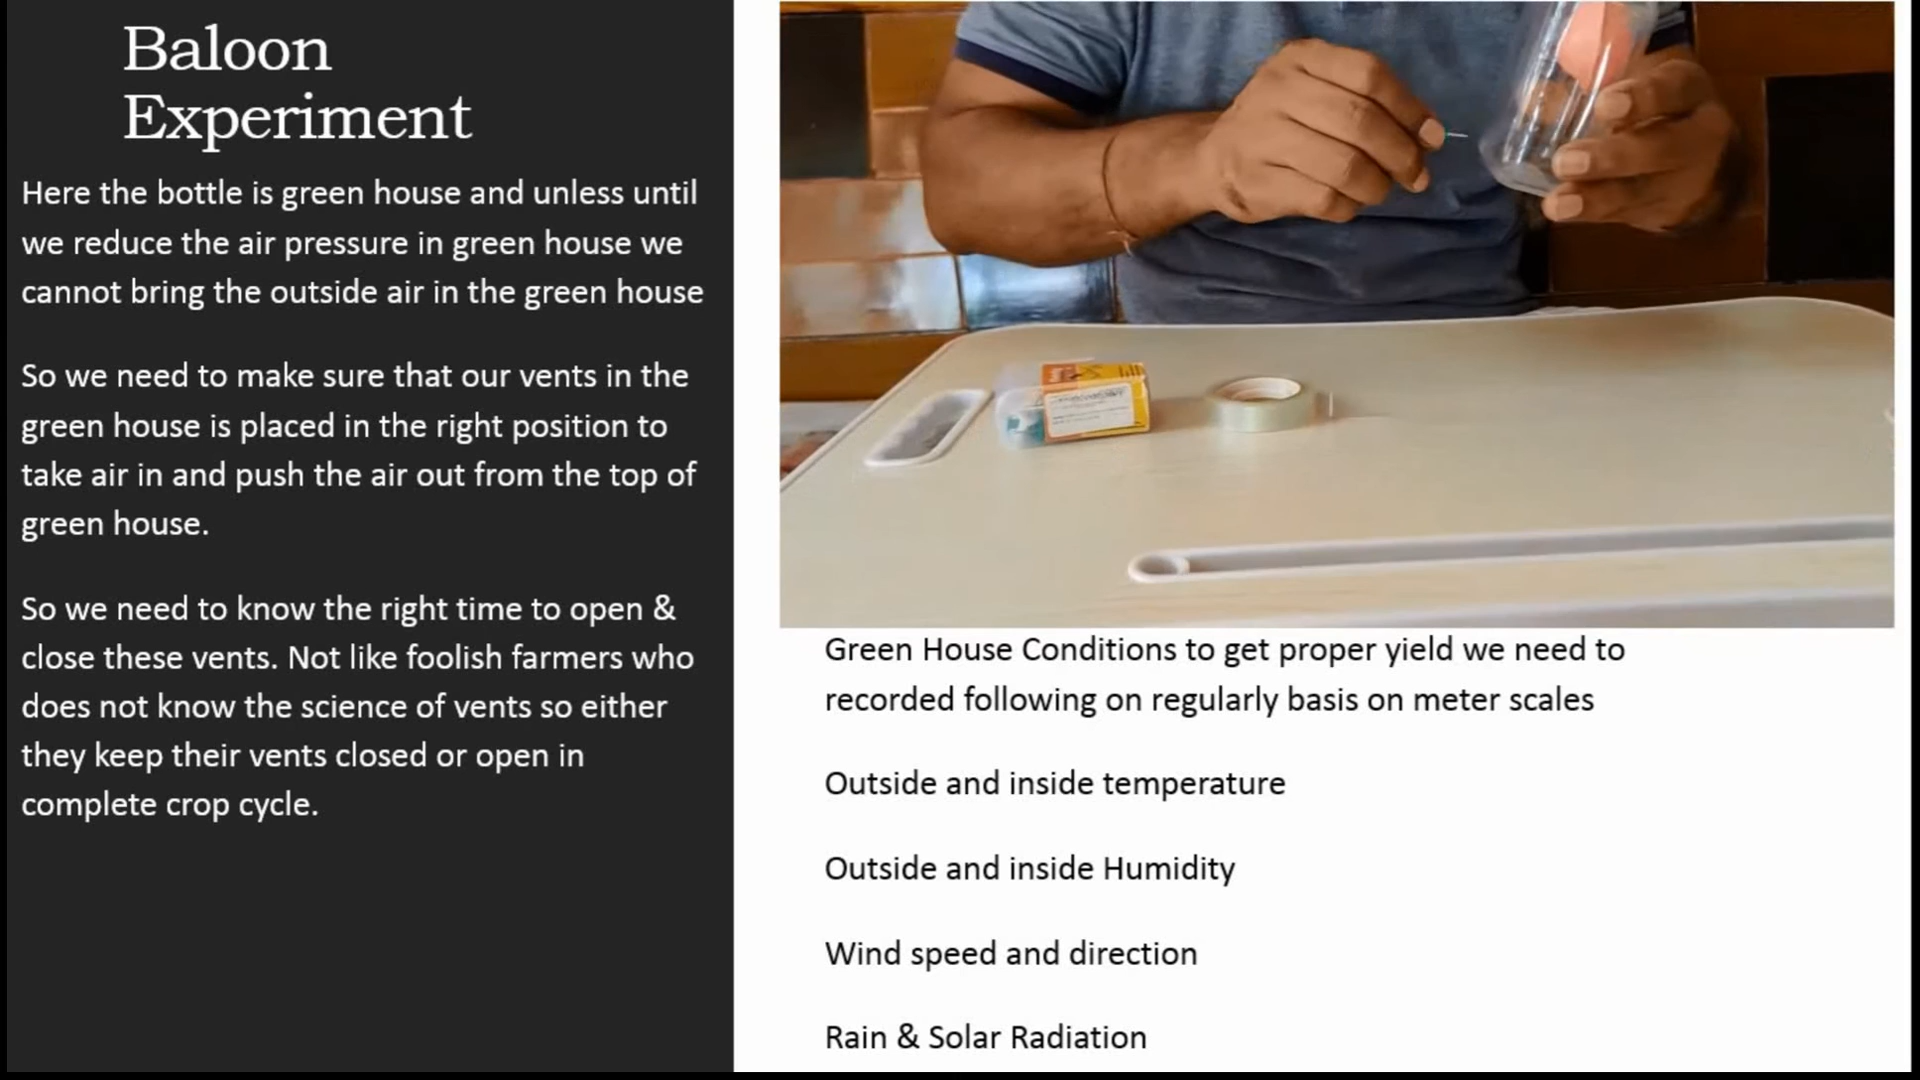 Baloon
Experiment
Here the bottle is green house and unless until
we reduce the air pressure in green house we
cannot bring the outside air in the green house
So we need to make sure that our vents in the
green house is placed in the right position to
take air in and push the air out from the top of
green house.
So we need to know the right time to open &
close these vents. Not like foolish farmers who
does not know the science of vents so either
they keep their vents closed or open in
complete crop cycle.
Green House Conditions to get proper yield we need to
recorded following on regularly basis on meter scales
Outside and inside temperature
Outside and inside Humidity
Wind speed and direction
Rain & Solar Radiation